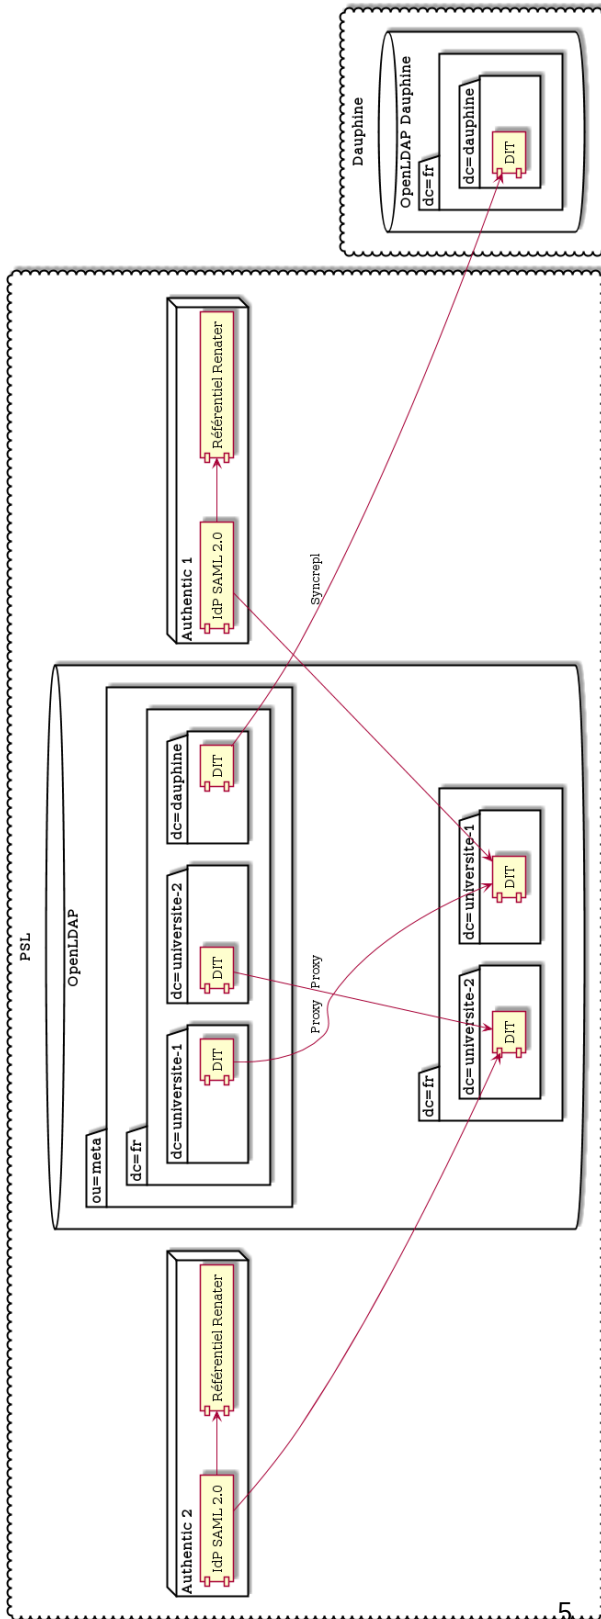 PSL
Authentic 2
IdP SAML 2.0
Référentiel Renater
OpenLDAP
ou=meta
dc=fr
dc=universite-1
DIT
dc=universite-2
DIT
dc=dauphine
DIT
Authentic 1
IdP SAML 2.0
Référentiel Renater
Proxy
Proxy
Syncrepl
dc=fr
dc=universite-2
DIT
dc=universite-1
DIT
Dauphine
OpenLDAP Dauphine
dc=fr
dc=dauphine
DIT
5